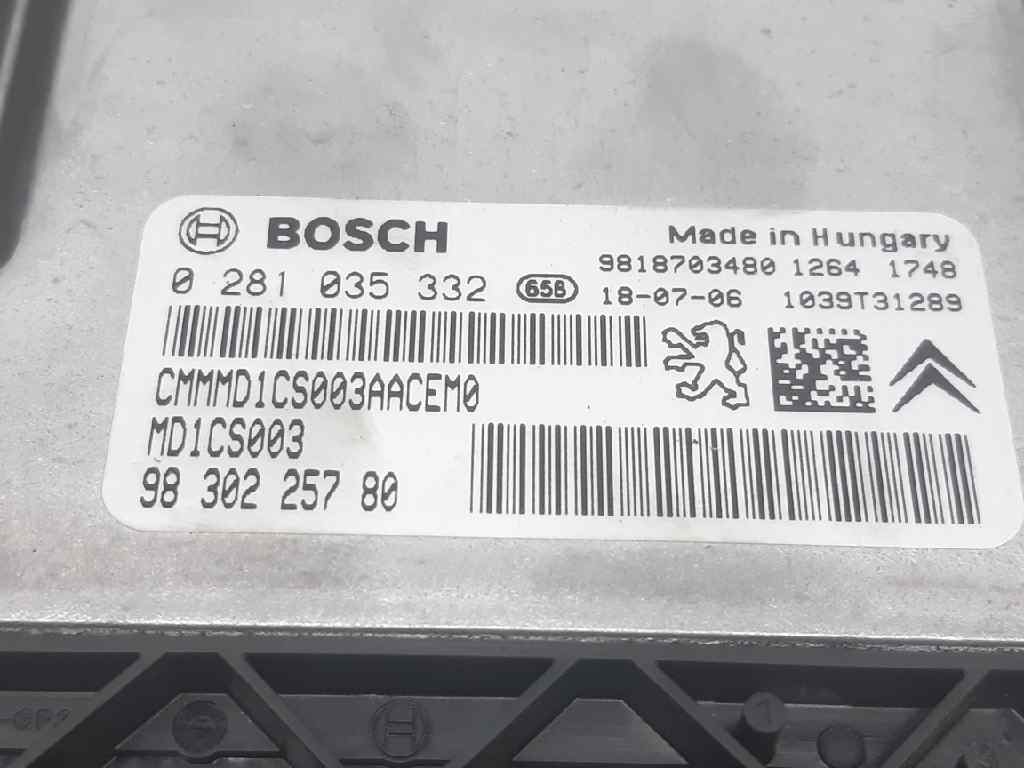 BOSCH
Made in Hungary
0 281 035 332
658
9818703480 1264 1748
18-07-06 1039T31289
CMMMD1CS003AACEM0
MD1CS003
98 302 257 80